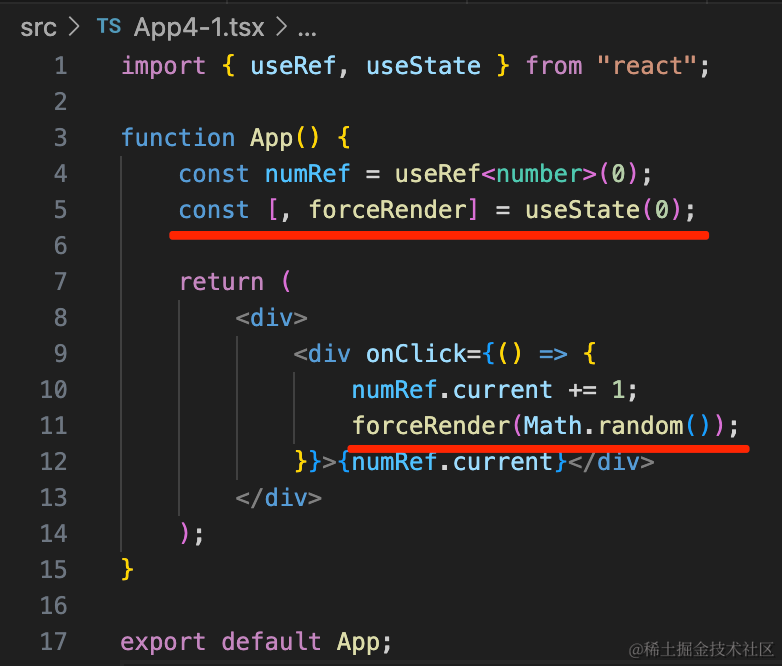 src > TS App4-1.tsx > ...
1 import { useRef, useState } from "react";
2
3 function App() {
4 const numRef = useRef<number>(0);
5 const [, forceRender] = useState(0);
6
7 return (
8 <div>
9 <div onClick={() => {
10 numRef.current += 1;
11 forceRender(Math.random());
12 }}>{numRef.current}</div>
13 </div>
14 );
15 }
16
17 export default App;
@稀土掘金技术社区